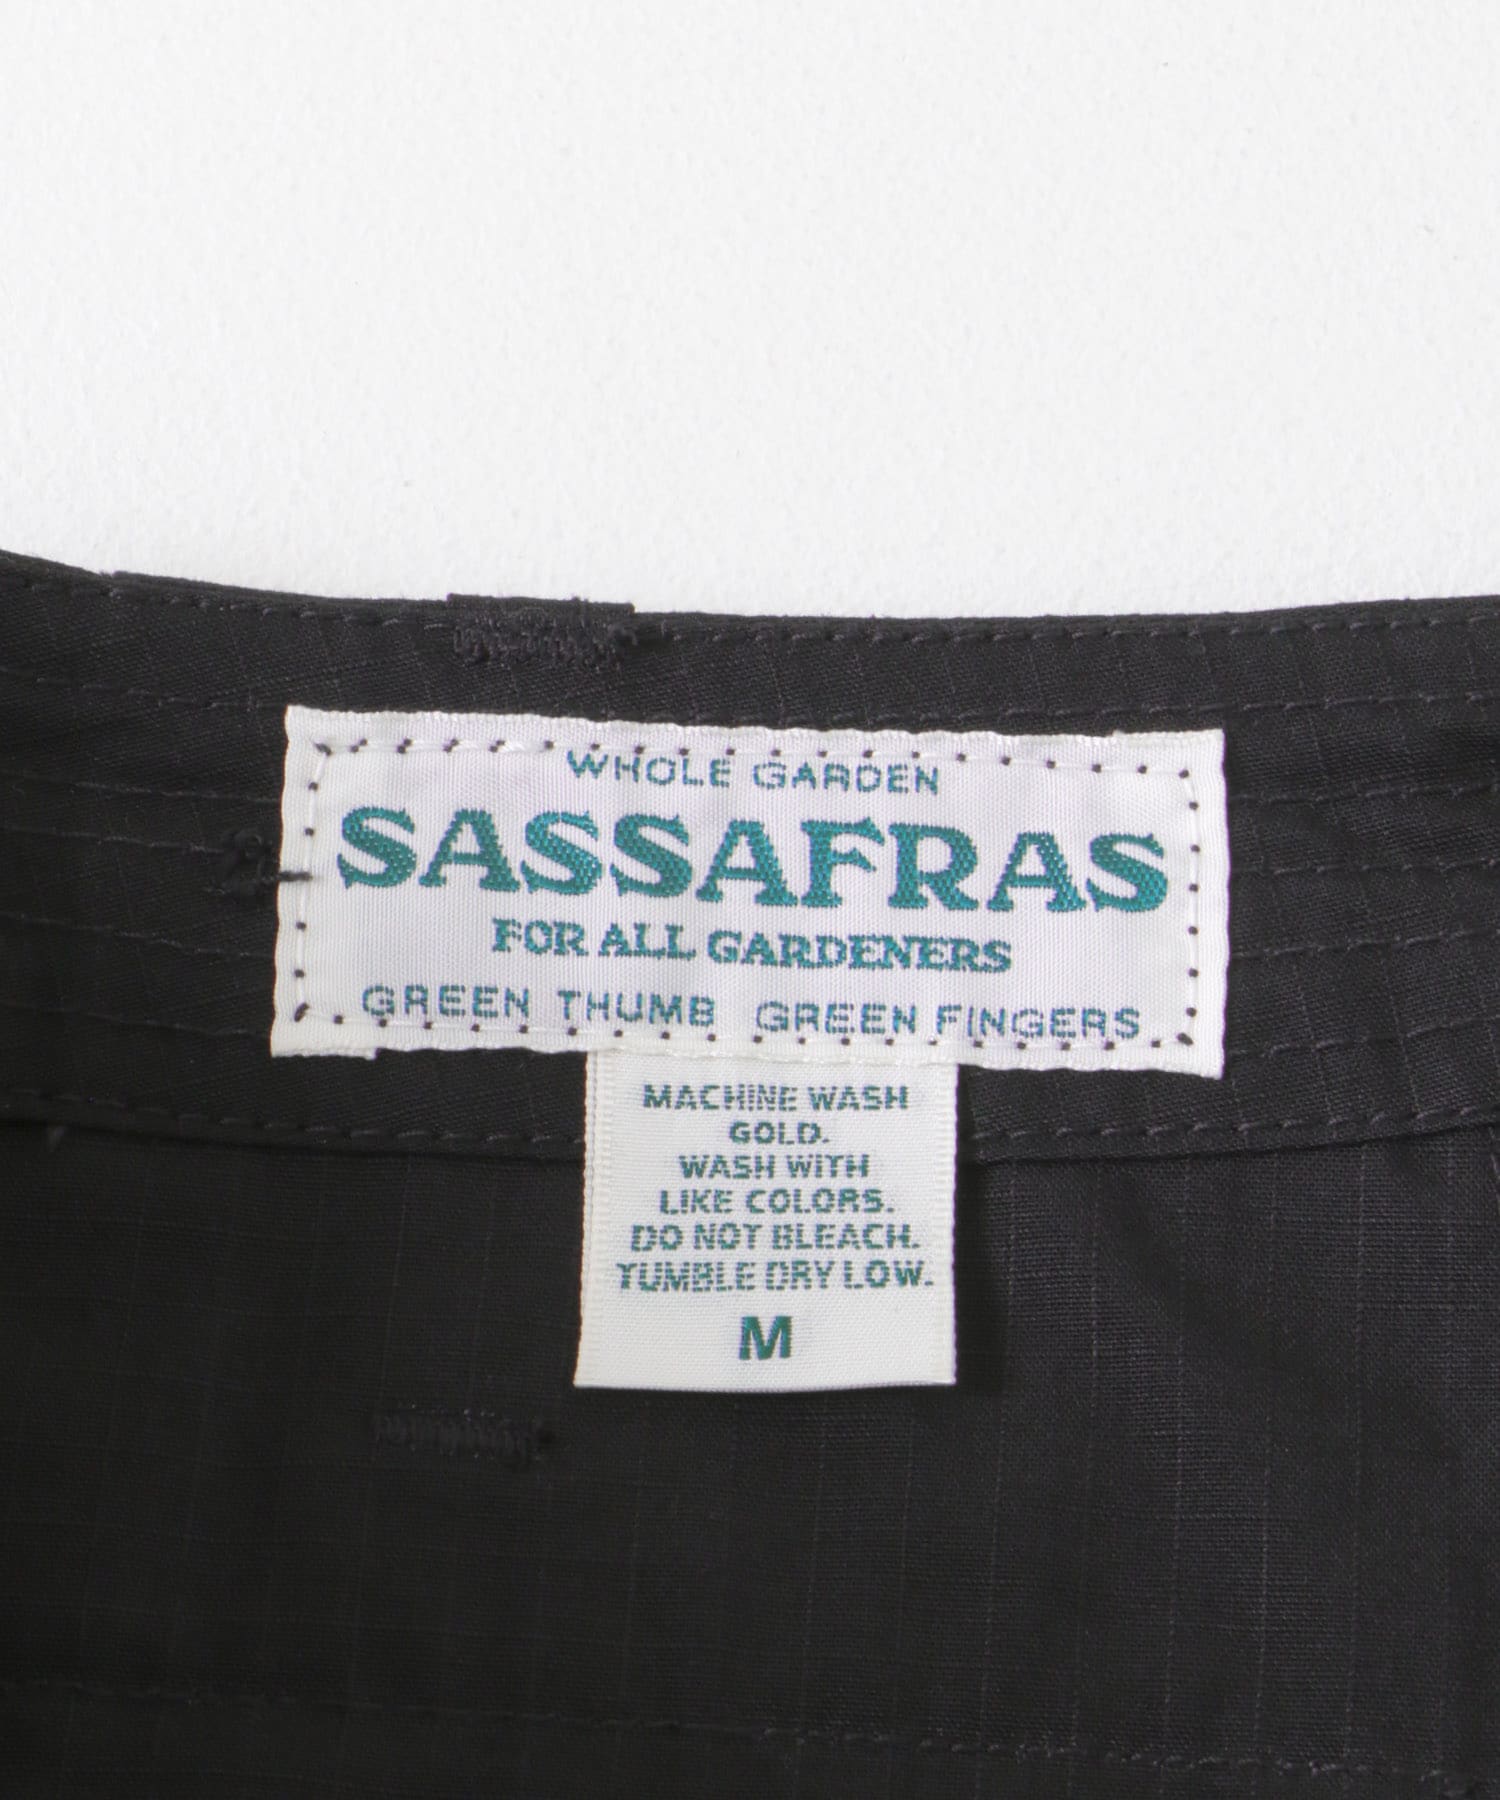 WHOLE GARDEN
SASSAFRAS
FOR ALL GARDENERS
GREEN THUMB GREEN FINGERS
MACHINE WASH
GOLD.
WASH WITH
LIKE COLORS.
DO NOT BLEACH.
TUMBLE DRY LOW.
M